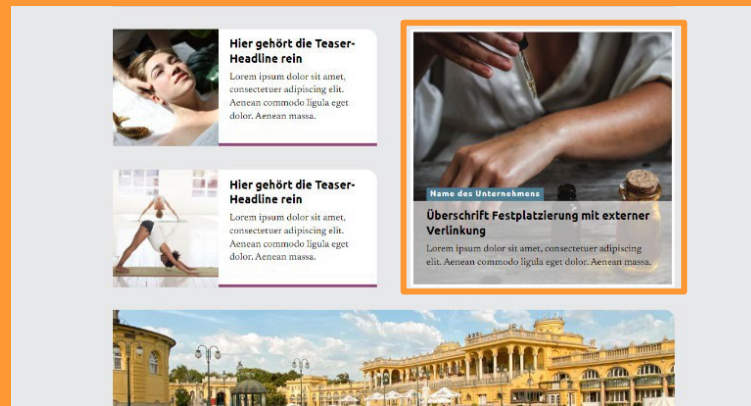 Hier gehört die Teaser-
Headline rein
Lorem ipsum dolor sit amet,
consectetuer adipiscing elit.
Aenean commodo ligula eget
dolor. Aenean massa.
Hier gehört die Teaser-
Headline rein
Lorem ipsum dolor sit amet,
consectetuer adipiscing elit.
Aenean commodo ligula eget
dolor. Aenean massa.
Name des Unternehmens
Überschrift Festplatzierung mit externer
Verlinkung
Lorem ipsum dolor sit amet, consectetuer adipiscing
elit. Aenean commodo ligula eget dolor. Aenean massa.